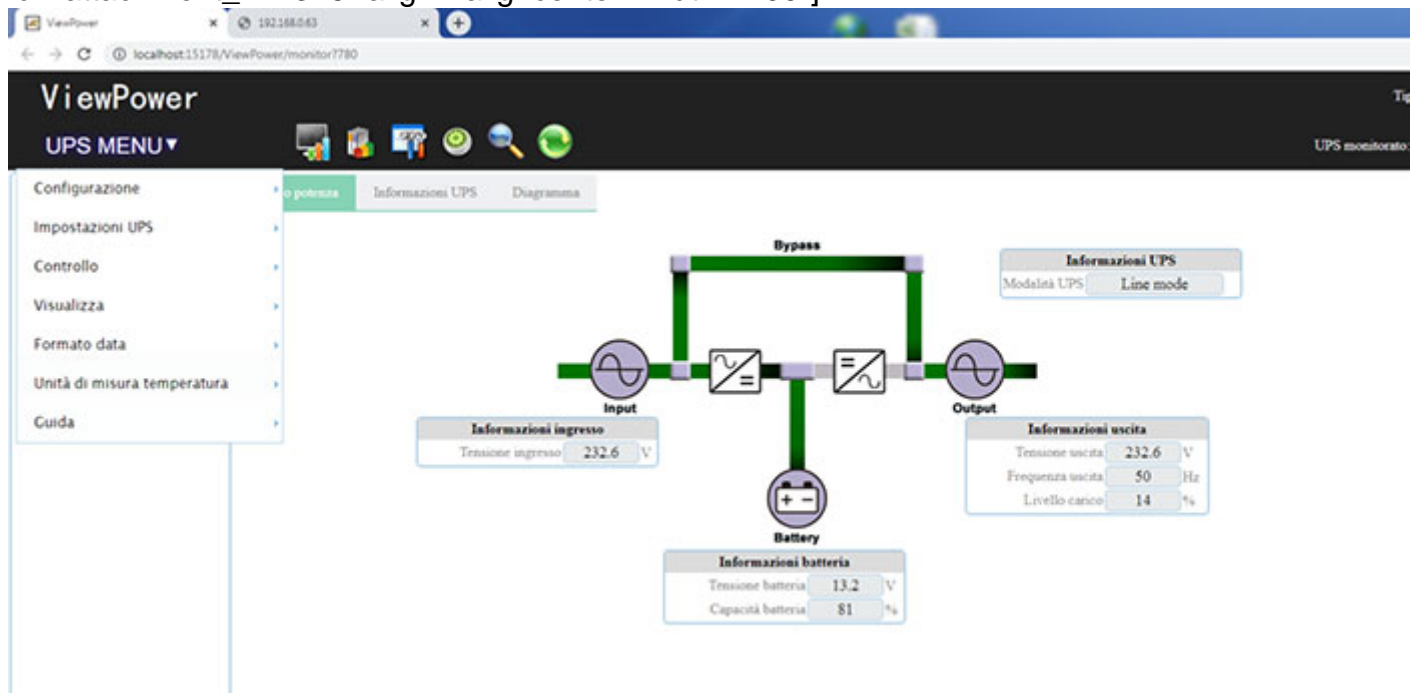 ViewPower
192.168.0.63
localhost:15178/ViewPower/monitor?780
ViewPower
UPS MENU▼
UPS monitorato:
Configurazione
Impostazioni UPS
Controllo
Visualizza
Formato data
Unità di misura temperatura
Guida
o potenza
Informazioni UPS
Diagramma
Bypass
Informazioni UPS
Modalità UPS Line mode
Input
Output
Informazioni ingresso
Tensione ingresso 232.6 V
Informazioni uscita
Tensione uscita 232.6 V
Frequenza uscita 50 Hz
Livello carico 14 %
Battery
Informazioni batteria
Tensione batteria 13.2 V
Capacità batteria 81 %